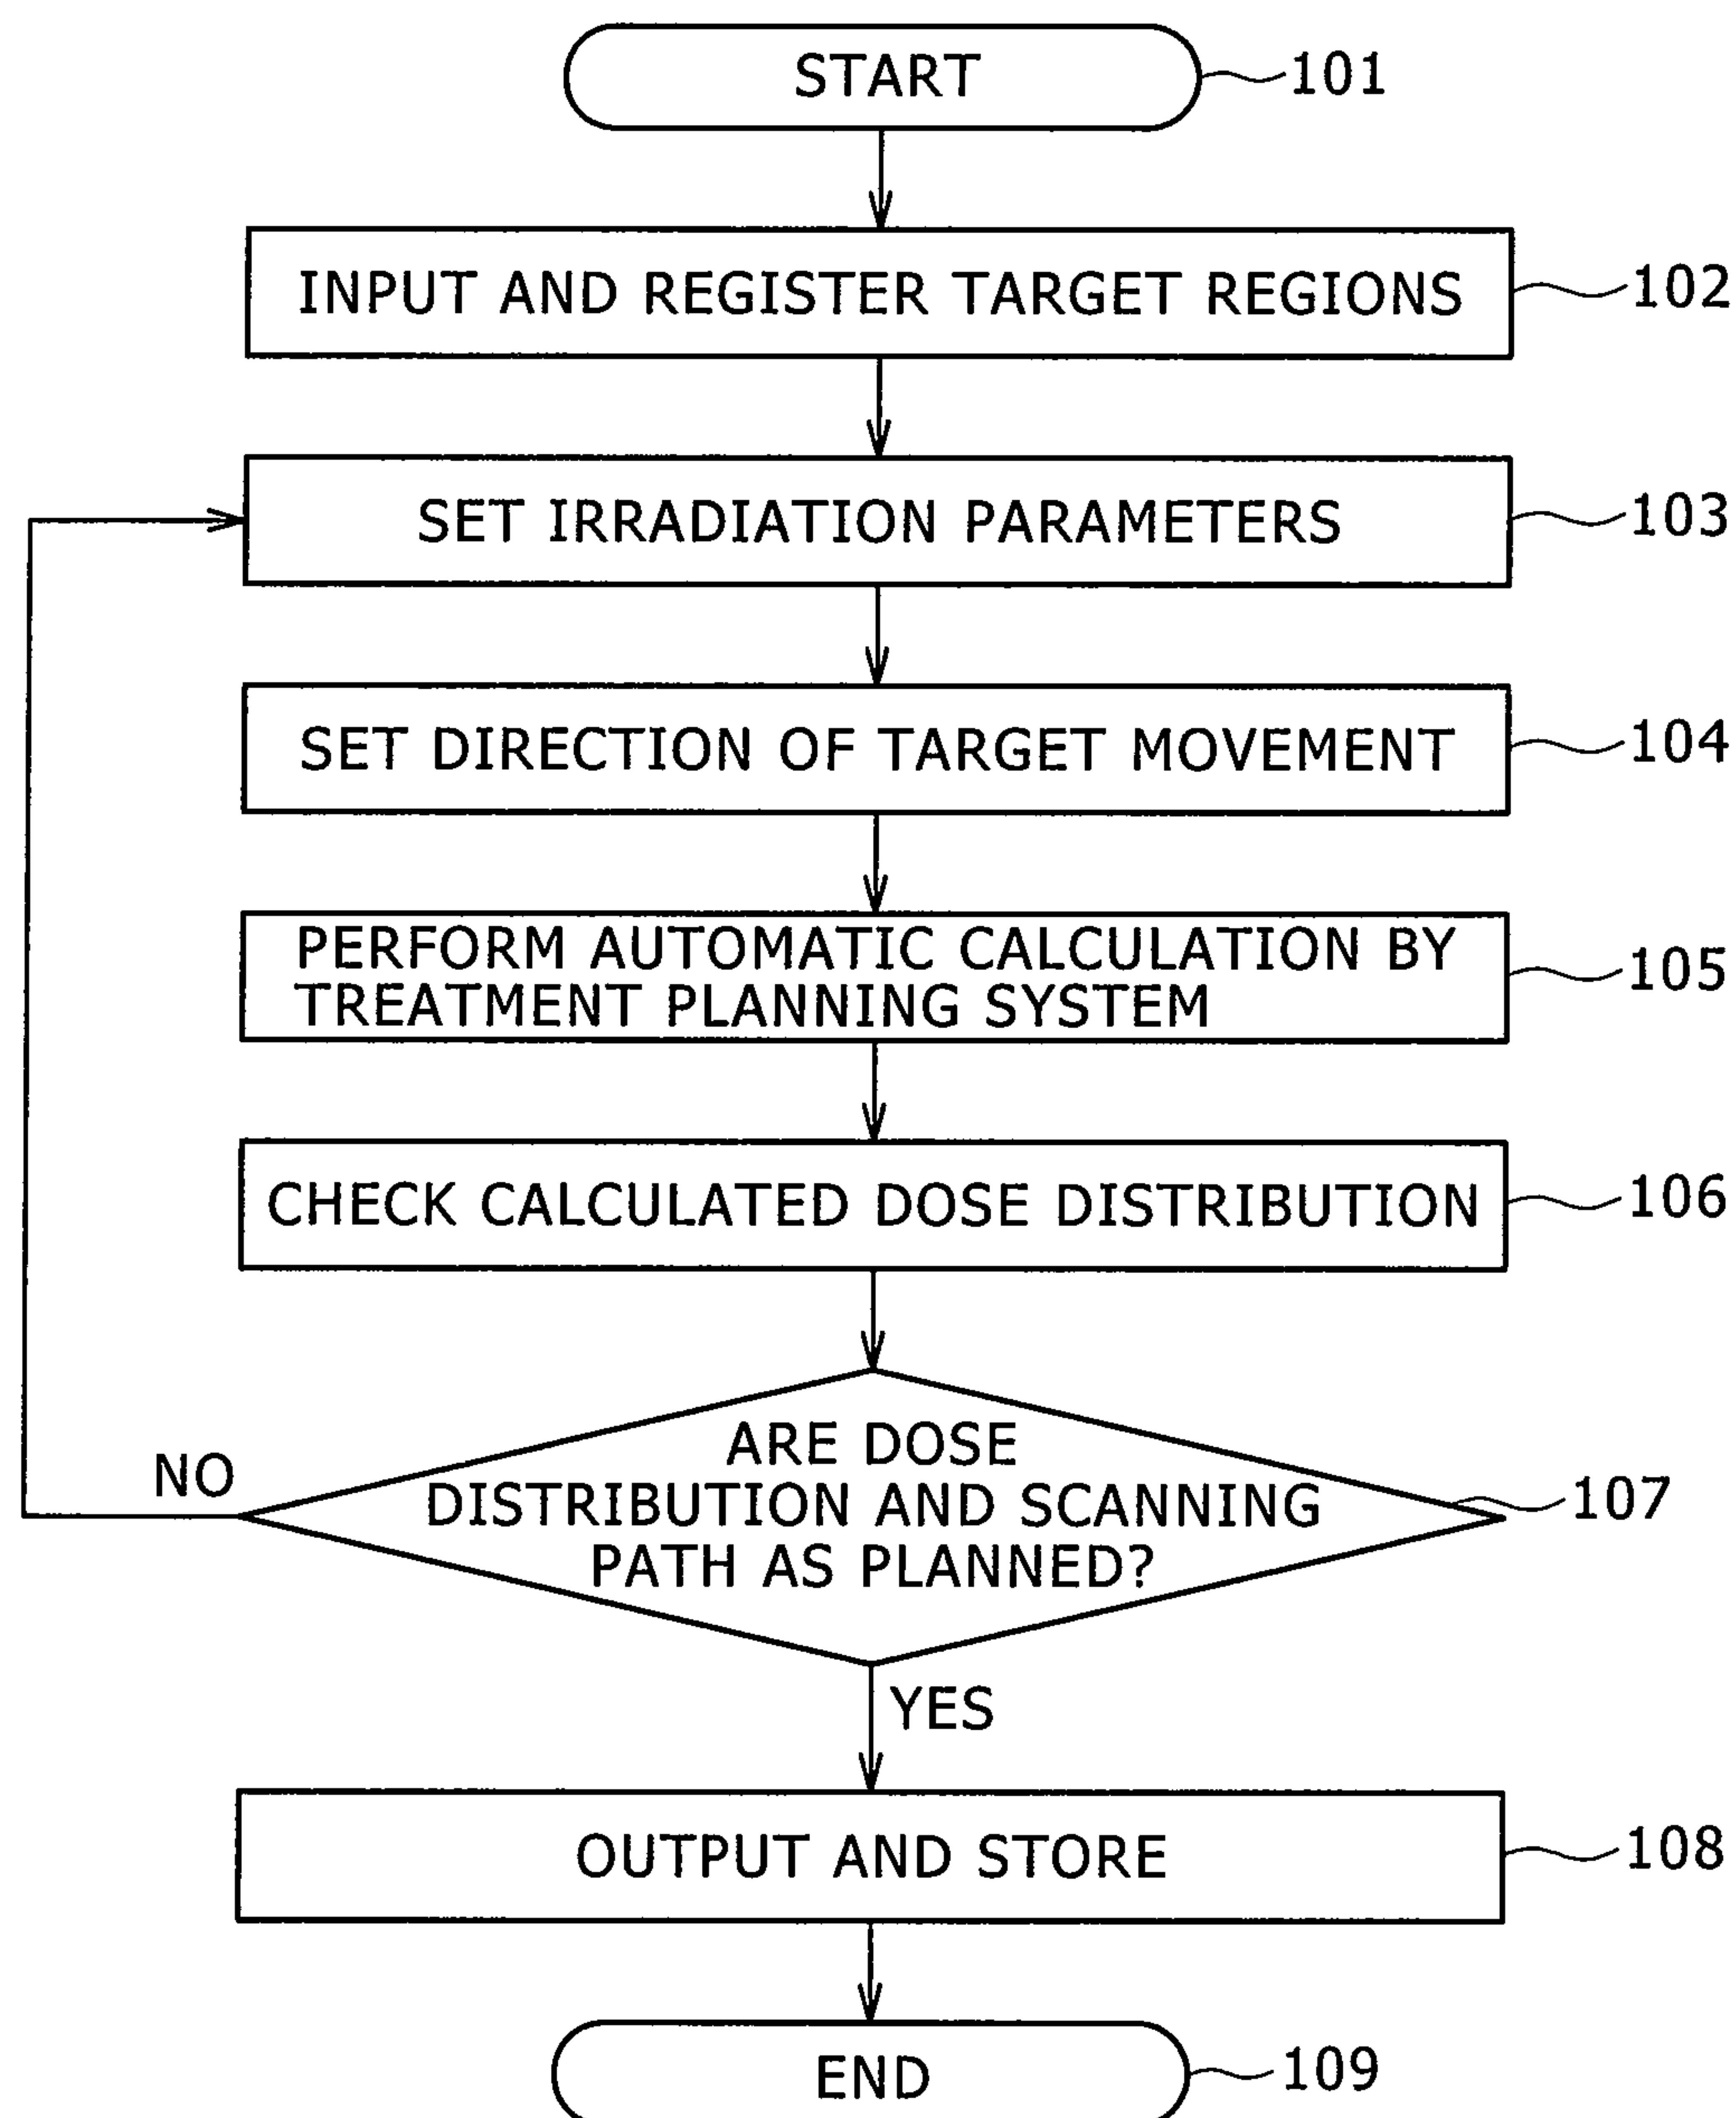 START
101
INPUT AND REGISTER TARGET REGIONS
102
SET IRRADIATION PARAMETERS
103
SET DIRECTION OF TARGET MOVEMENT
104
PERFORM AUTOMATIC CALCULATION BY
TREATMENT PLANNING SYSTEM
105
CHECK CALCULATED DOSE DISTRIBUTION
106
ARE DOSE
DISTRIBUTION AND SCANNING
PATH AS PLANNED?
107
NO
YES
OUTPUT AND STORE
108
END
109